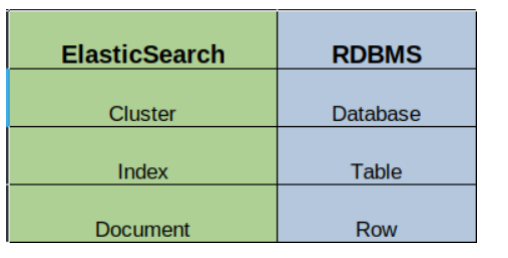 ElasticSearch RDBMS
Cluster Database
Index Table
Document Row